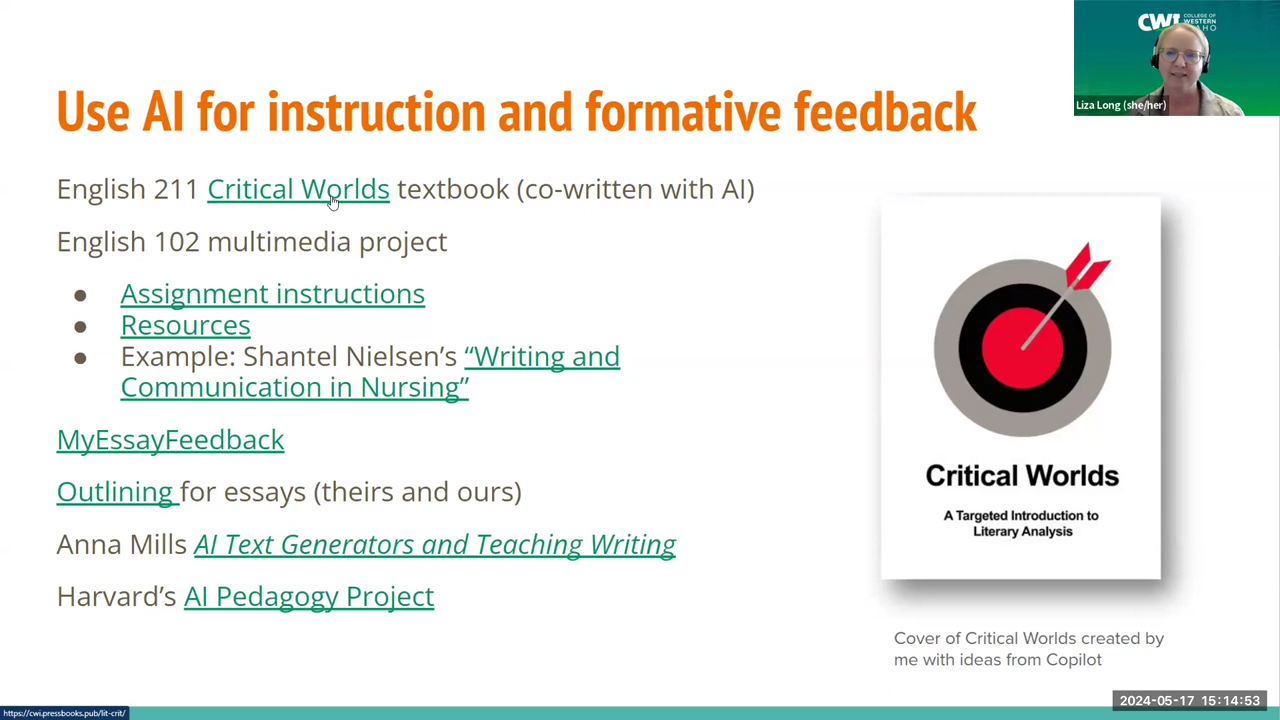 CWI COLLEGE OF
WESTERN
IDAHO
Liza Long (she/her)
Use AI for instruction and formative feedback
English 211 Critical Worlds textbook (co-written with AI)
English 102 multimedia project
● Assignment instructions
● Resources
● Example: Shantel Nielsen’s “Writing and
Communication in Nursing”
MyEssayFeedback
Outlining for essays (theirs and ours)
Anna Mills AI Text Generators and Teaching Writing
Harvard’s AI Pedagogy Project
Critical Worlds
A Targeted Introduction to
Literary Analysis
Cover of Critical Worlds created by
me with ideas from Copilot
2024-05-17 15:14:53
https://cwi.pressbooks.pub/lit-crit/